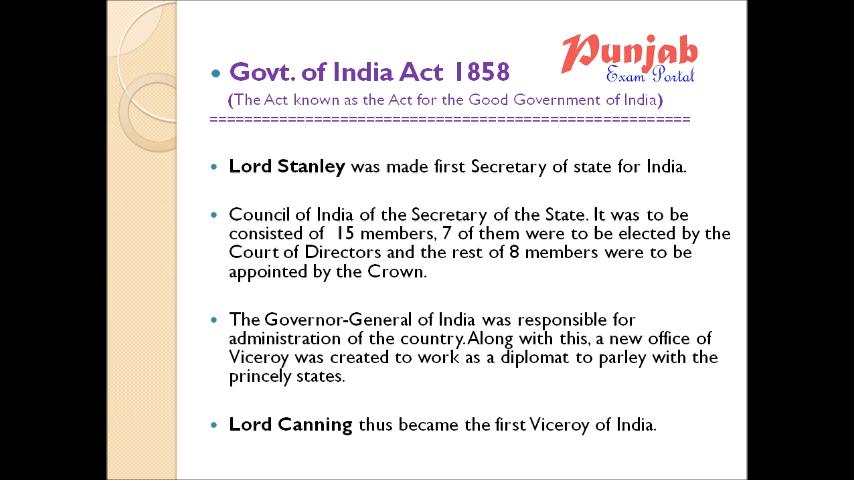 Punjab
Exam Portal
• Govt. of India Act 1858
(The Act known as the Act for the Good Government of India)
=======================================================
• Lord Stanley was made first Secretary of state for India.
• Council of India of the Secretary of the State. It was to be
consisted of 15 members, 7 of them were to be elected by the
Court of Directors and the rest of 8 members were to be
appointed by the Crown.
• The Governor-General of India was responsible for
administration of the country. Along with this, a new office of
Viceroy was created to work as a diplomat to parley with the
princely states.
• Lord Canning thus became the first Viceroy of India.